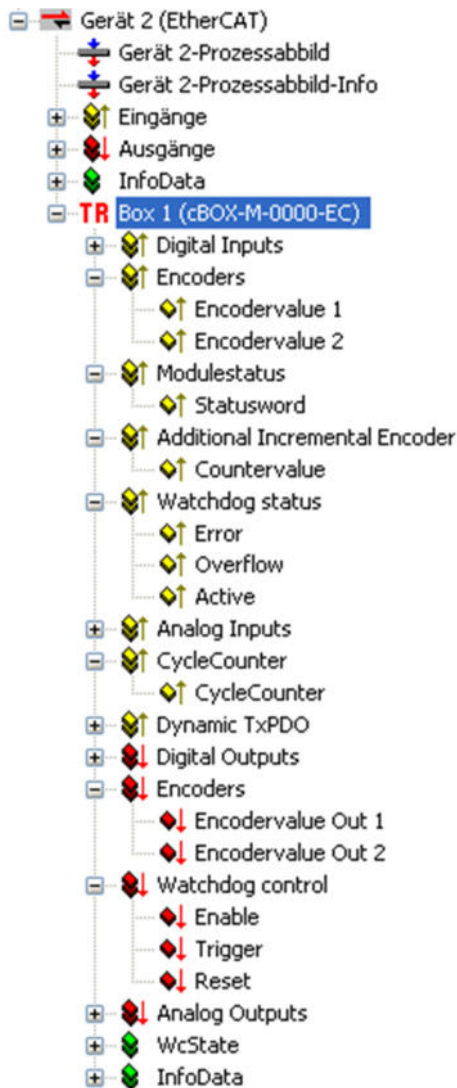 Gerät 2 (EtherCAT)
Gerät 2-Prozessabbild
Gerät 2-Prozessabbild-Info
Eingänge
Ausgänge
InfoData
TR Box 1 (cBOX-M-0000-EC)
Digital Inputs
Encoders
Encodervalue 1
Encodervalue 2
Modulestatus
Statusword
Additional Incremental Encoder
Countervalue
Watchdog status
Error
Overflow
Active
Analog Inputs
CycleCounter
CycleCounter
Dynamic TxPDO
Digital Outputs
Encoders
Encodervalue Out 1
Encodervalue Out 2
Watchdog control
Enable
Trigger
Reset
Analog Outputs
WcState
InfoData